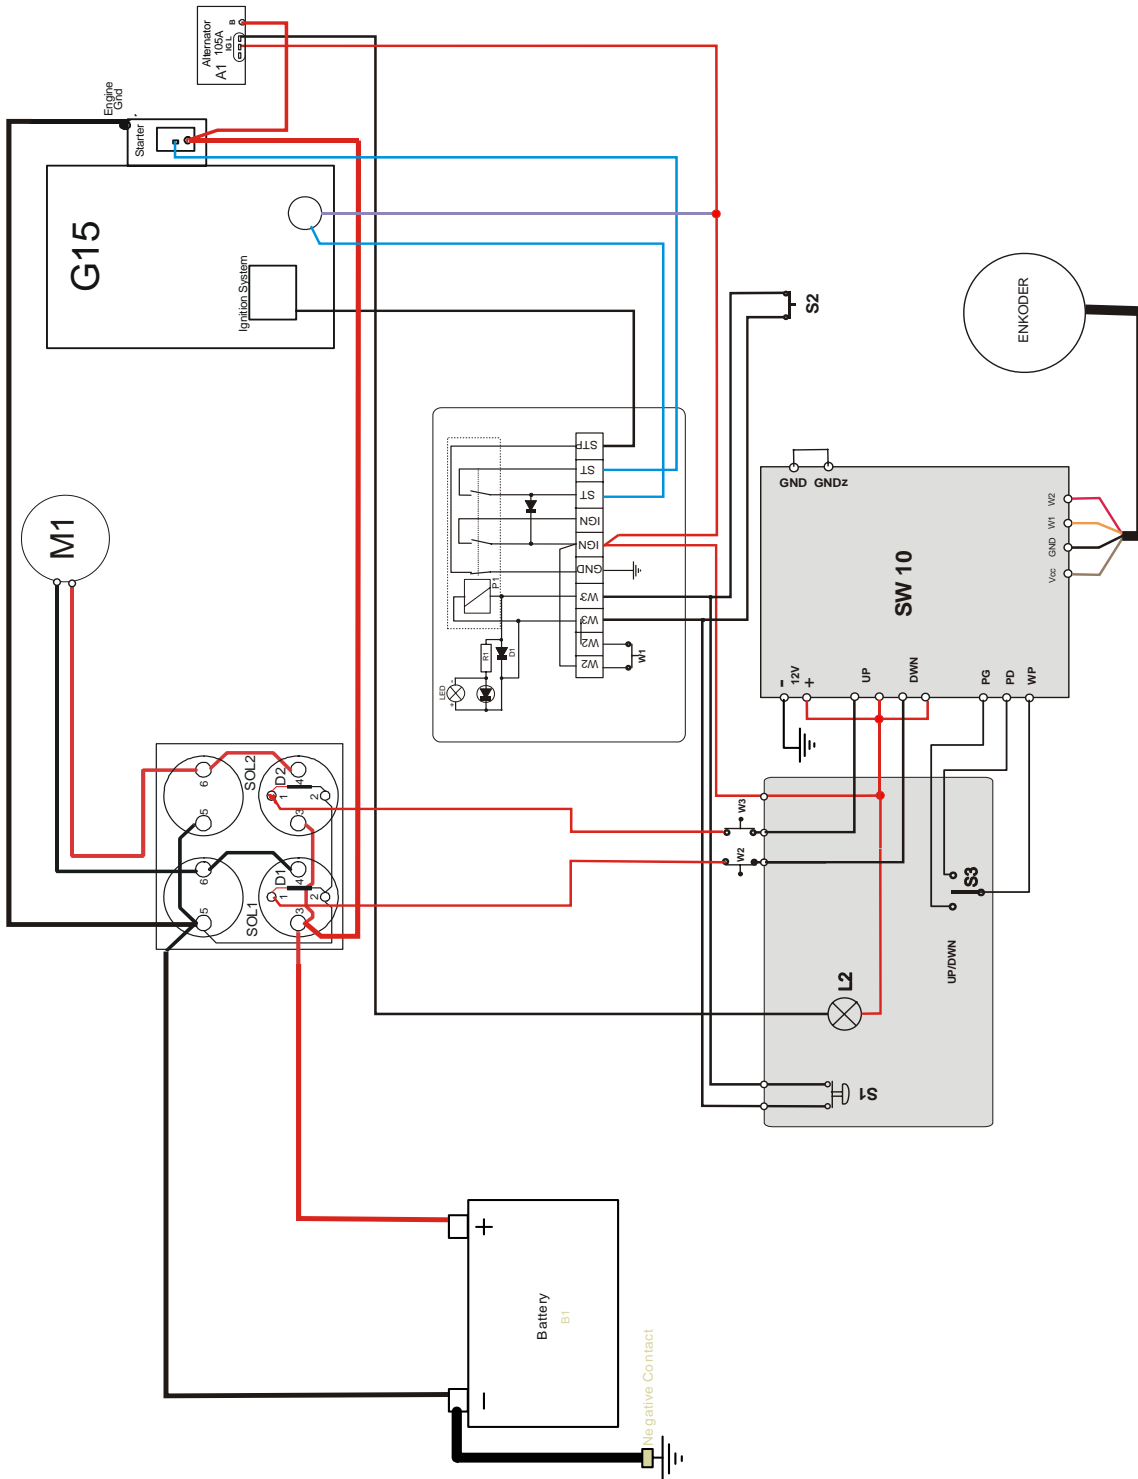 Alternator
A1 105A
IG L
B
Engine
Gnd
Starter
G15
Ignition System
M1
S2
ENKODER
STP
ST
ST
IGN
IGN
GND
W3
W3
W2
W2
P1
R1
D1
LED
+
-
W1
GND GNDz
SW 10
W2
W1
GND
Vcc
-
12V
+
UP
DWN
PG
PD
WP
SOL2
D2
6
5
4
3
1
2
SOL1
D1
6
5
4
3
1
2
W3
W2
S3
UP/DWN
L2
S1
+
Battery
B1
-
Negative Contact